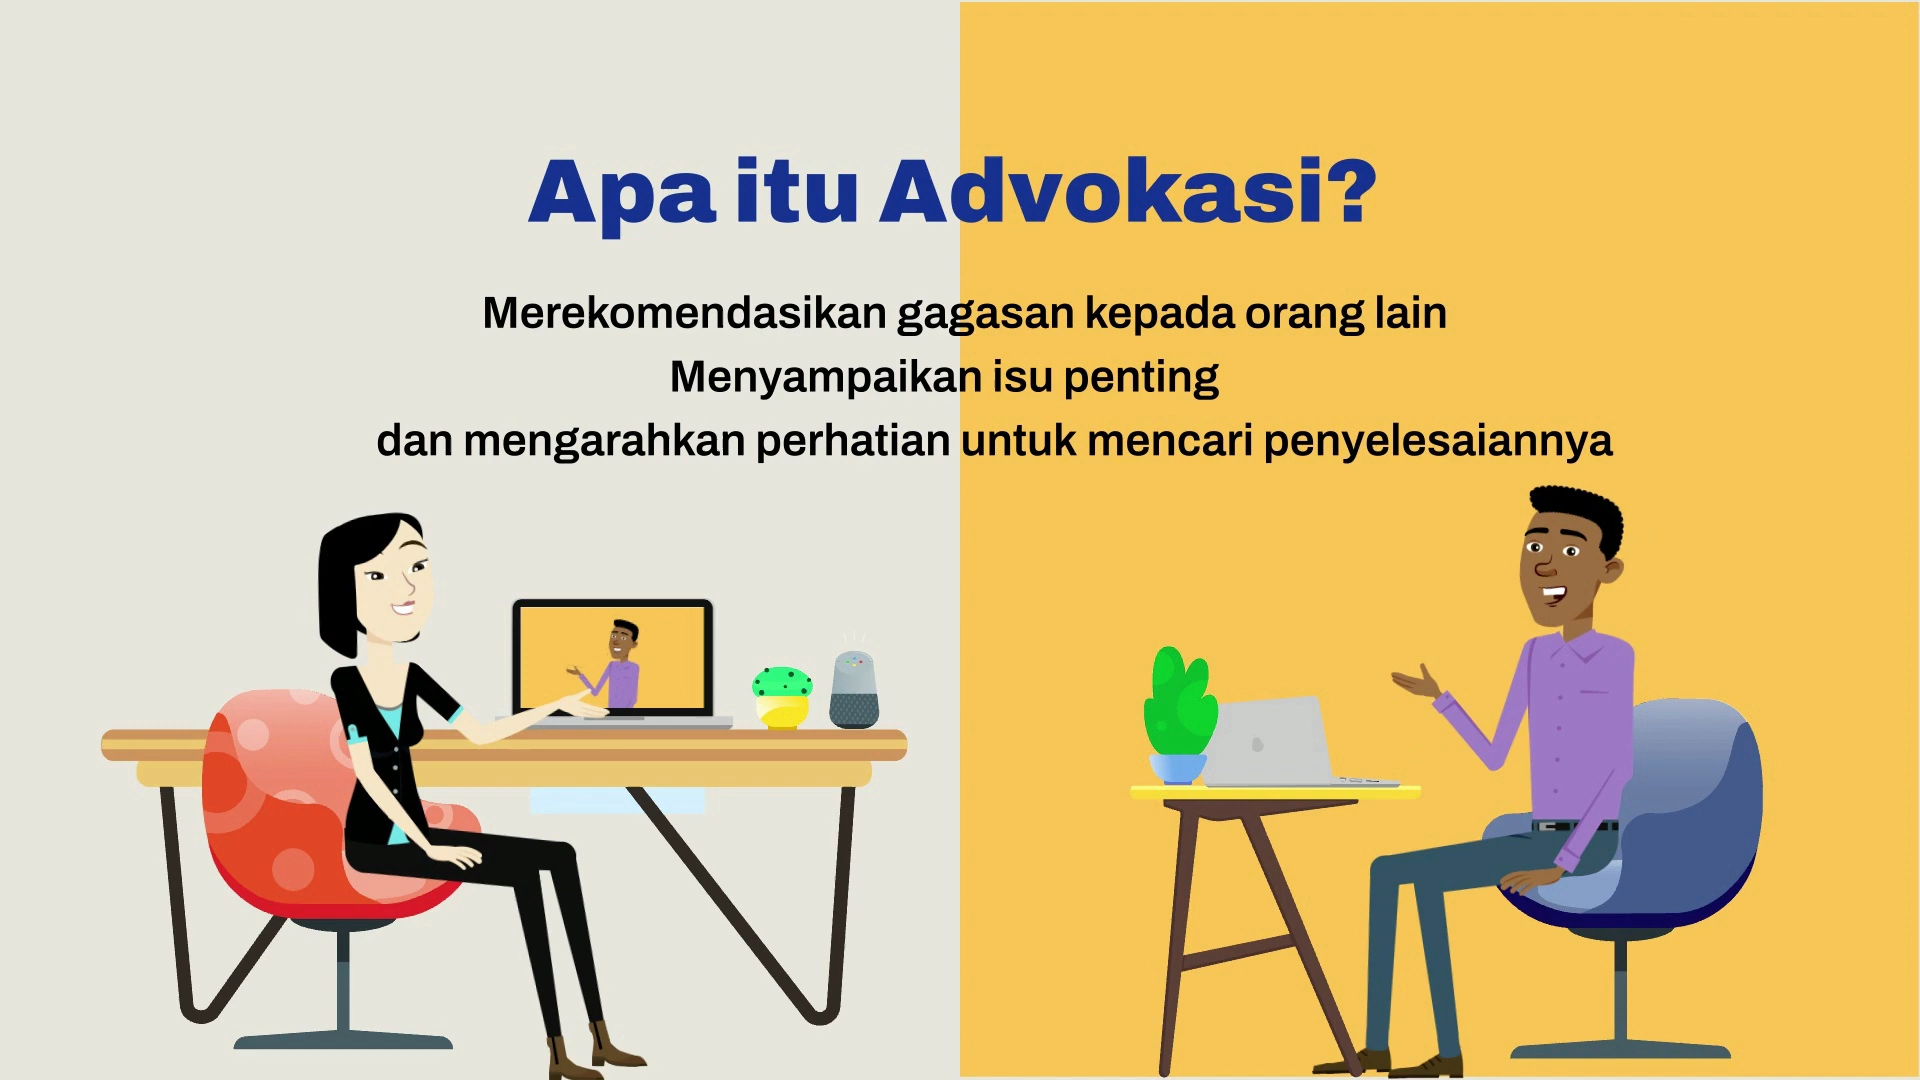 Apa itu Advokasi?
Merekomendasikan gagasan kepada orang lain
Menyampaikan isu penting
dan mengarahkan perhatian untuk mencari penyelesaiannya